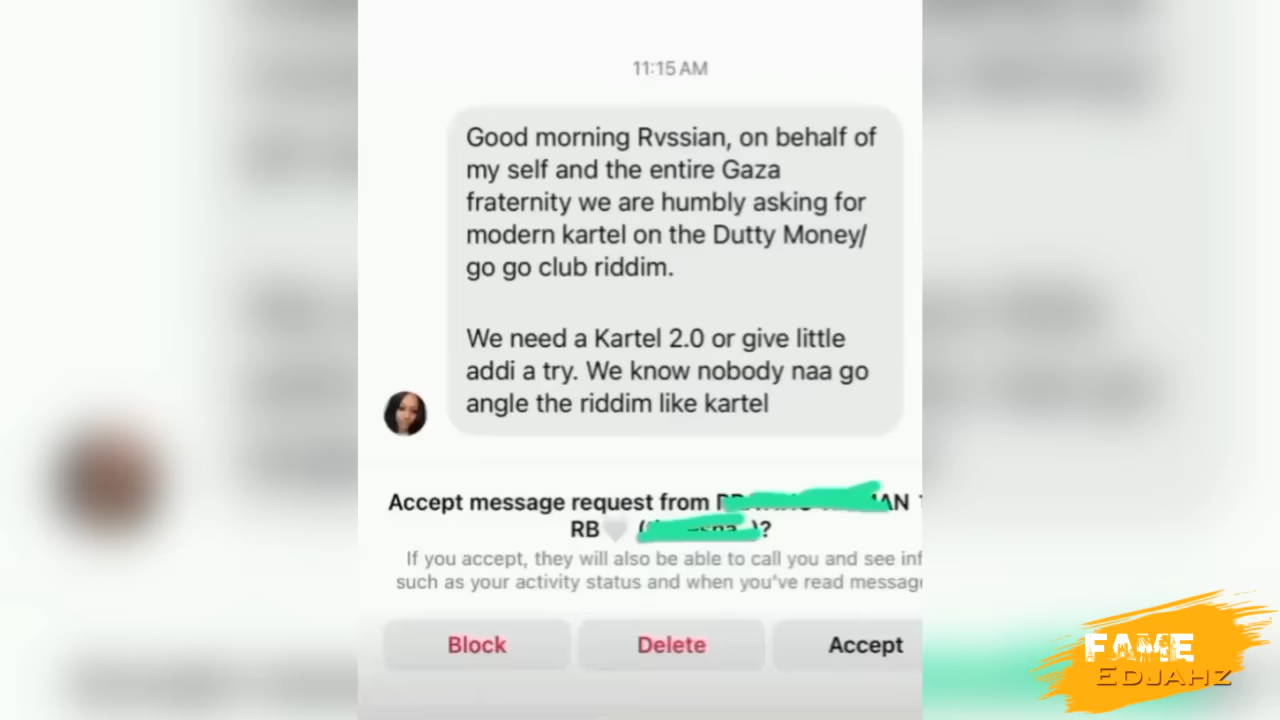 11:15 AM
Good morning Rvssian, on behalf of
my self and the entire Gaza
fraternity we are humbly asking for
modern kartel on the Dutty Money/
go go club riddim.
We need a Kartel 2.0 or give little
addi a try. We know nobody naa go
angle the riddim like kartel
Accept message request from
RB🤍 ( )?
If you accept, they will also be able to call you and see inf
such as your activity status and when you've read message
Block Delete Accept
FAME
EDJAHZ